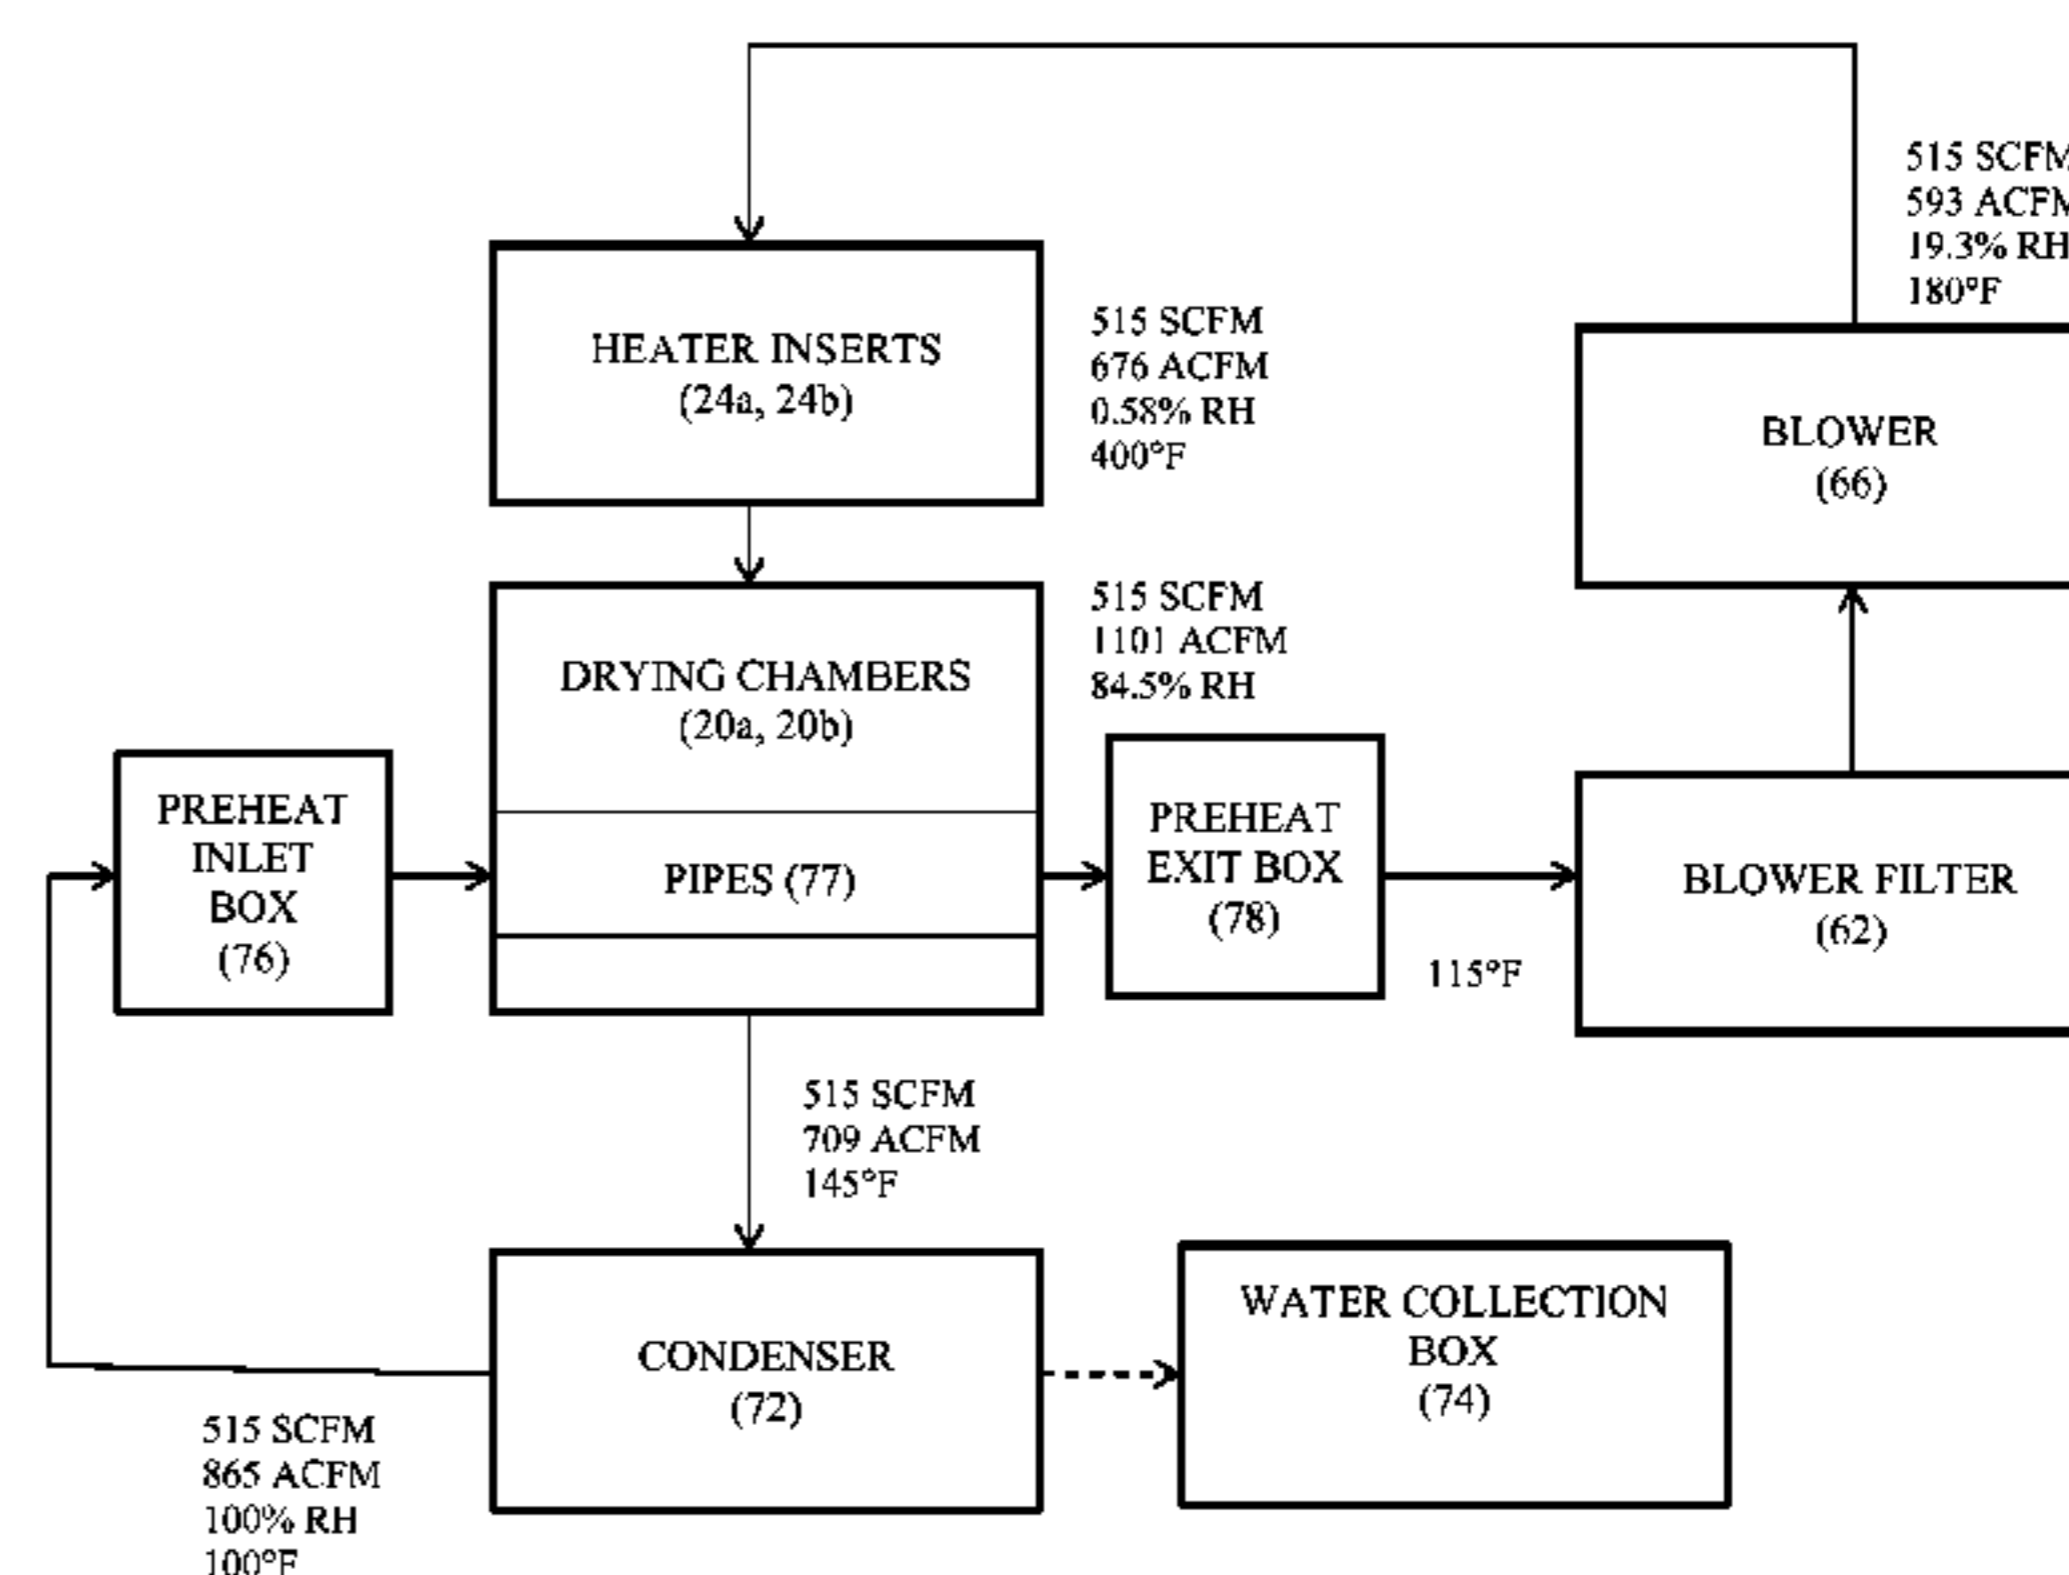 515 SCFM
593 ACFM
19.3% RH
180°F
HEATER INSERTS
(24a, 24b)
515 SCFM
676 ACFM
0.58% RH
400°F
BLOWER
(66)
DRYING CHAMBERS
(20a, 20b)
515 SCFM
1101 ACFM
84.5% RH
PREHEAT
INLET
BOX
(76)
PIPES (77)
PREHEAT
EXIT BOX
(78)
115°F
BLOWER FILTER
(62)
515 SCFM
709 ACFM
145°F
CONDENSER
(72)
WATER COLLECTION
BOX
(74)
515 SCFM
865 ACFM
100% RH
100°F